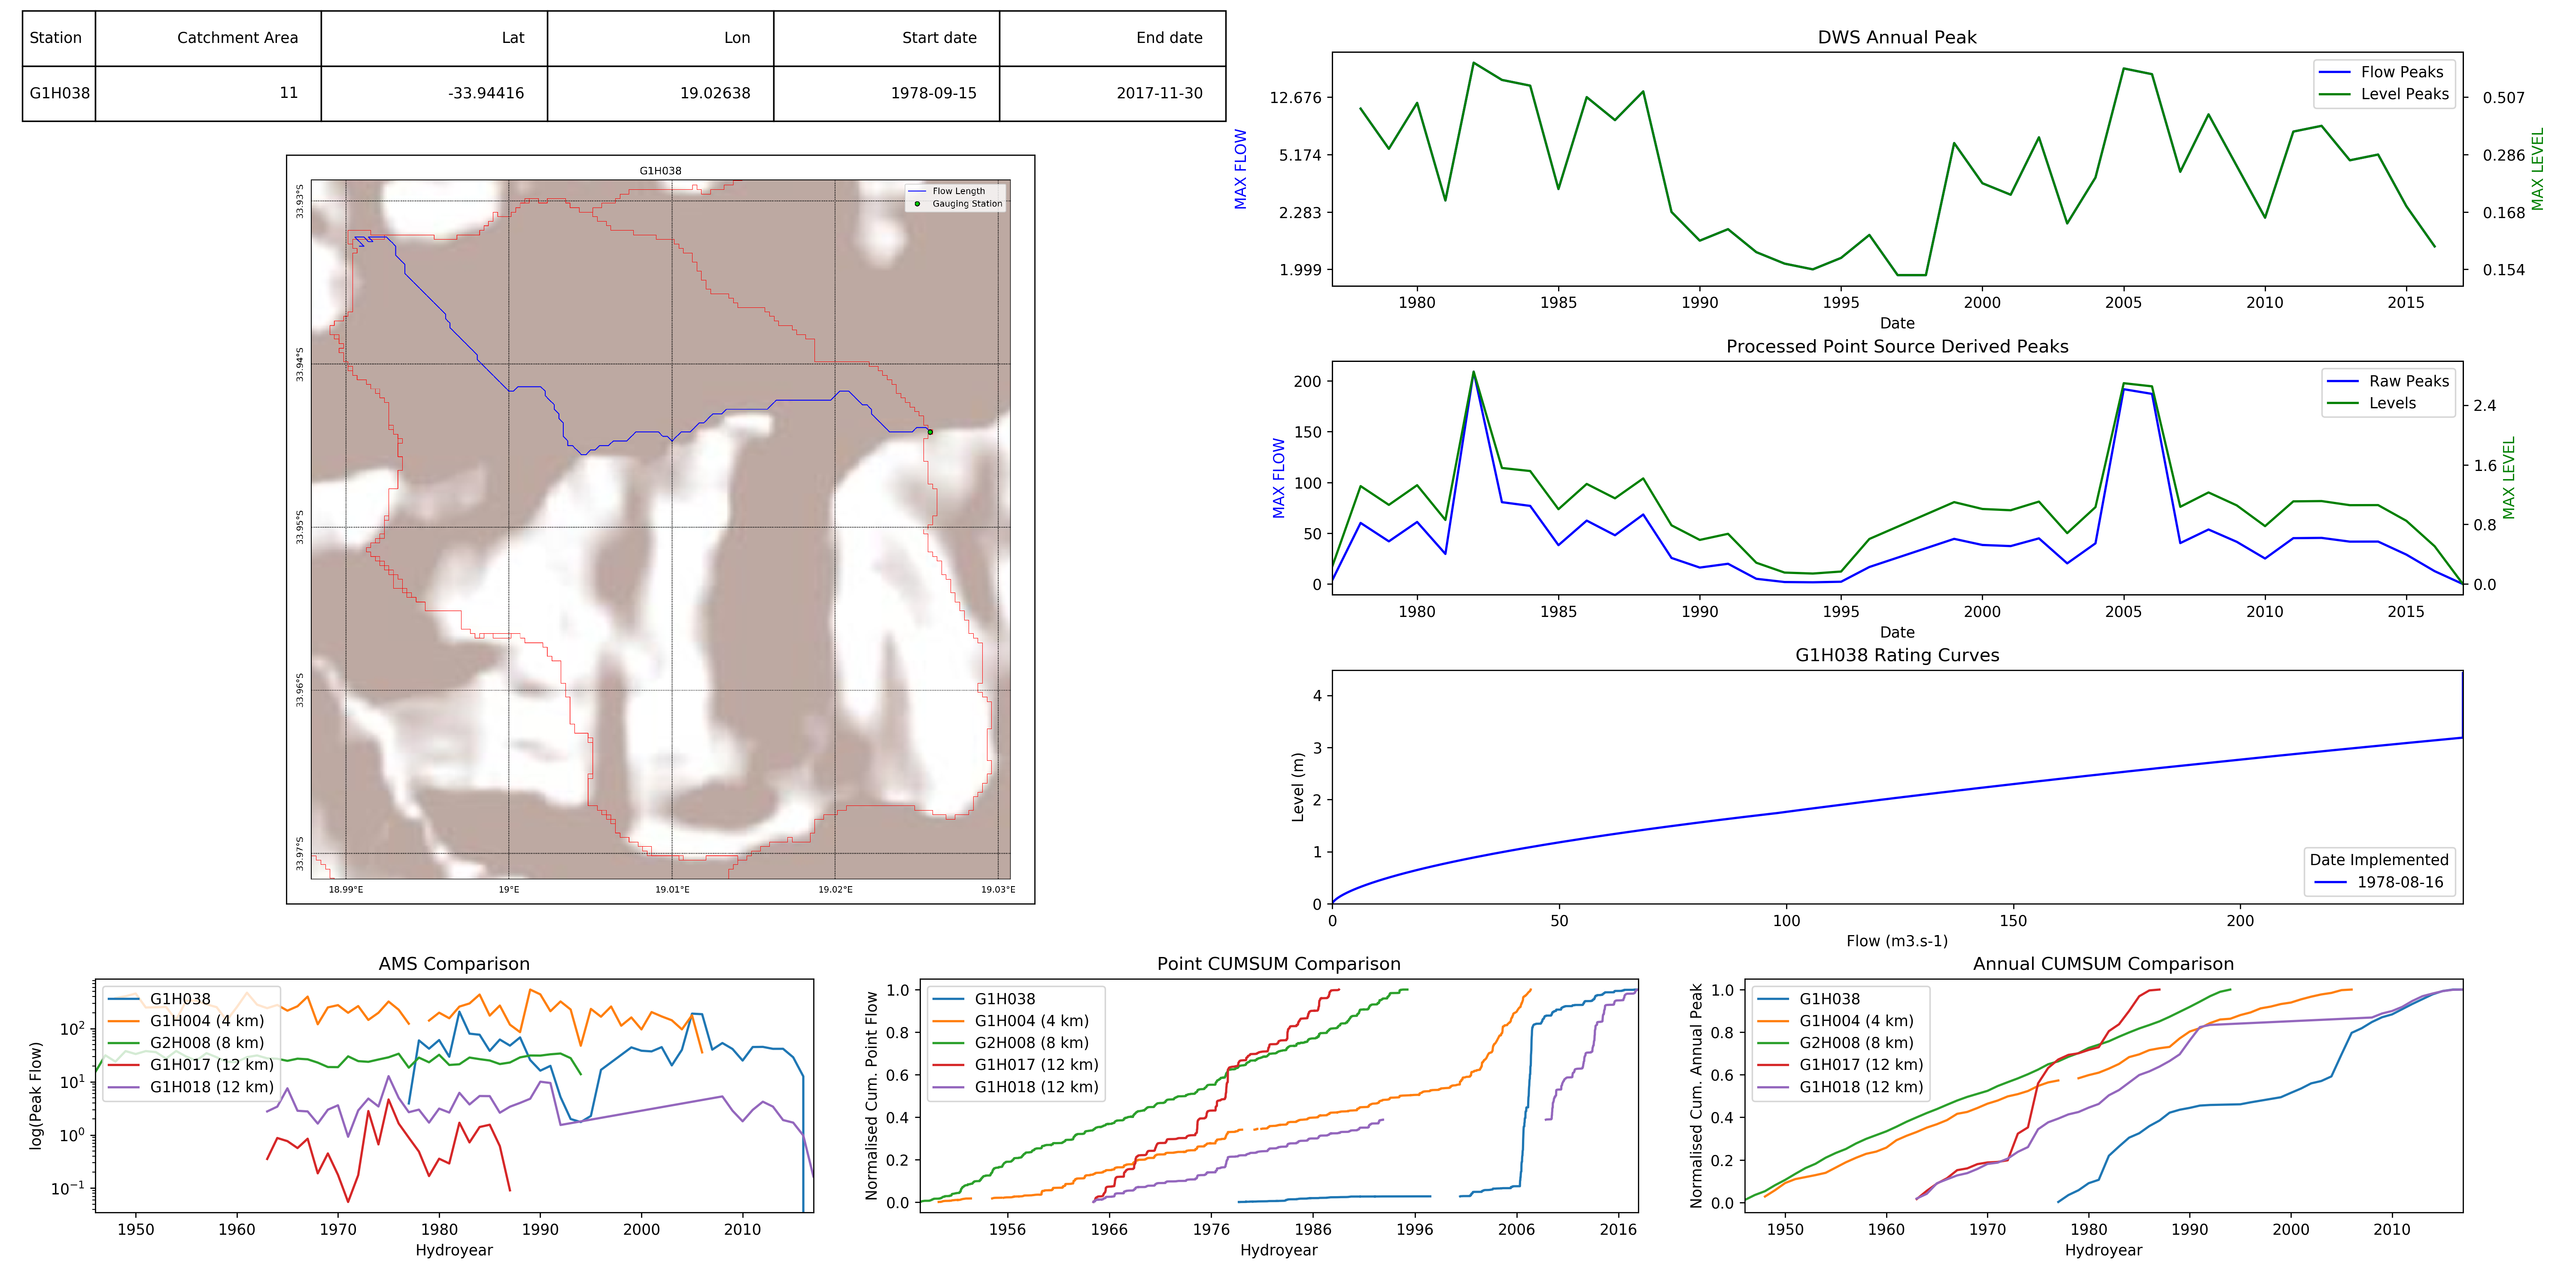 Station Catchment Area Lat Lon Start date End date
G1H038 11 -33.94416 19.02638 1978-09-15 2017-11-30
G1H038
Flow Length
Gauging Station
33.93°S
33.94°S
33.95°S
33.96°S
33.97°S
18.99°E 19°E 19.01°E 19.02°E 19.03°E
DWS Annual Peak
Flow Peaks
Level Peaks
MAX FLOW
12.676
5.174
2.283
1.999
MAX LEVEL
0.507
0.286
0.168
0.154
1980 1985 1990 1995 2000 2005 2010 2015
Date
Processed Point Source Derived Peaks
Raw Peaks
Levels
MAX FLOW
200
150
100
50
0
MAX LEVEL
2.4
1.6
0.8
0.0
1980 1985 1990 1995 2000 2005 2010 2015
Date
G1H038 Rating Curves
Level (m)
4
3
2
1
0
Date Implemented
1978-08-16
0 50 100 150 200
Flow (m3.s-1)
AMS Comparison
G1H038
G1H004 (4 km)
G2H008 (8 km)
G1H017 (12 km)
G1H018 (12 km)
log(Peak Flow)
10²
10¹
10⁰
10⁻¹
1950 1960 1970 1980 1990 2000 2010
Hydroyear
Point CUMSUM Comparison
G1H038
G1H004 (4 km)
G2H008 (8 km)
G1H017 (12 km)
G1H018 (12 km)
Normalised Cum. Point Flow
1.0
0.8
0.6
0.4
0.2
0.0
1956 1966 1976 1986 1996 2006 2016
Hydroyear
Annual CUMSUM Comparison
G1H038
G1H004 (4 km)
G2H008 (8 km)
G1H017 (12 km)
G1H018 (12 km)
Normalised Cum. Annual Peak
1.0
0.8
0.6
0.4
0.2
0.0
1950 1960 1970 1980 1990 2000 2010
Hydroyear